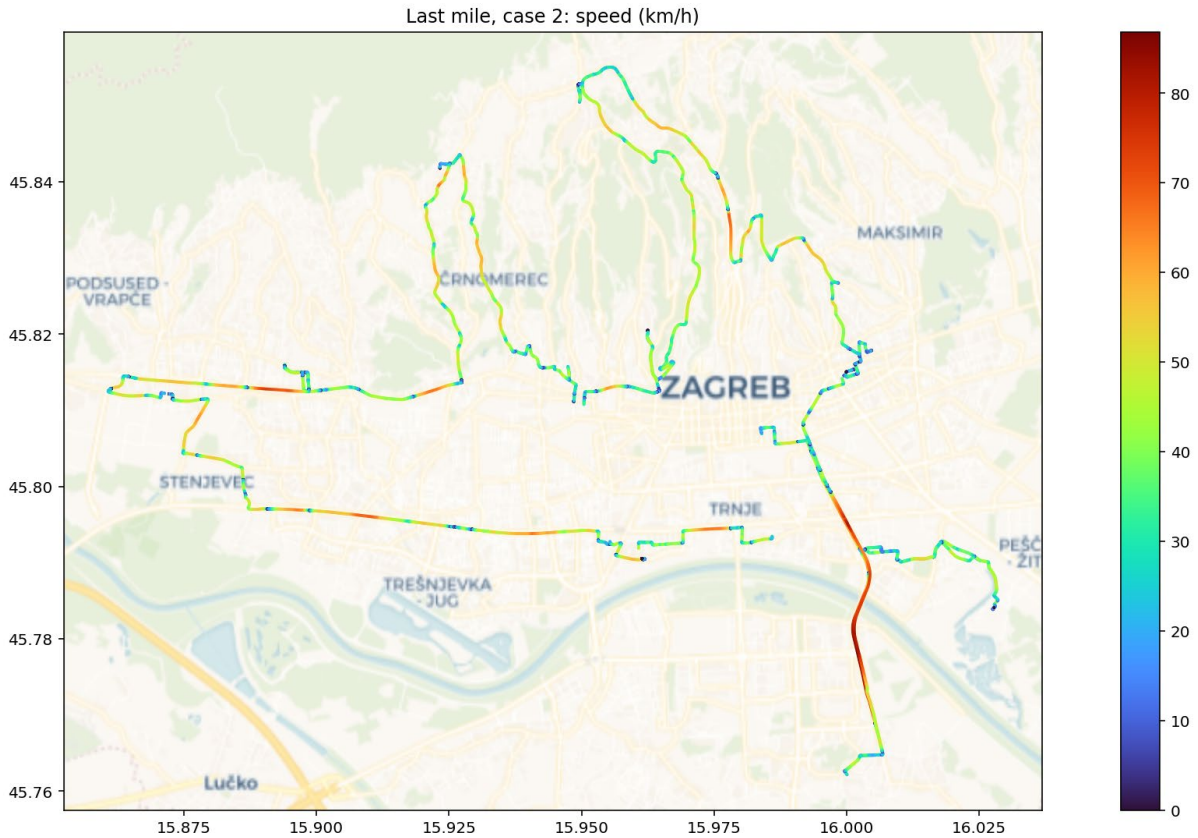 Last mile, case 2: speed (km/h)
45.84
45.82
45.80
45.78
45.76
MAKSIMIR
PODSUSED -
VRAPČE
ČRNOMEREC
ZAGREB
STENJEVEC
TRNJE
PEŠČ
- ŽIT
TREŠNJEVKA
- JUG
Lučko
15.875
15.900
15.925
15.950
15.975
16.000
16.025
80
70
60
50
40
30
20
10
0